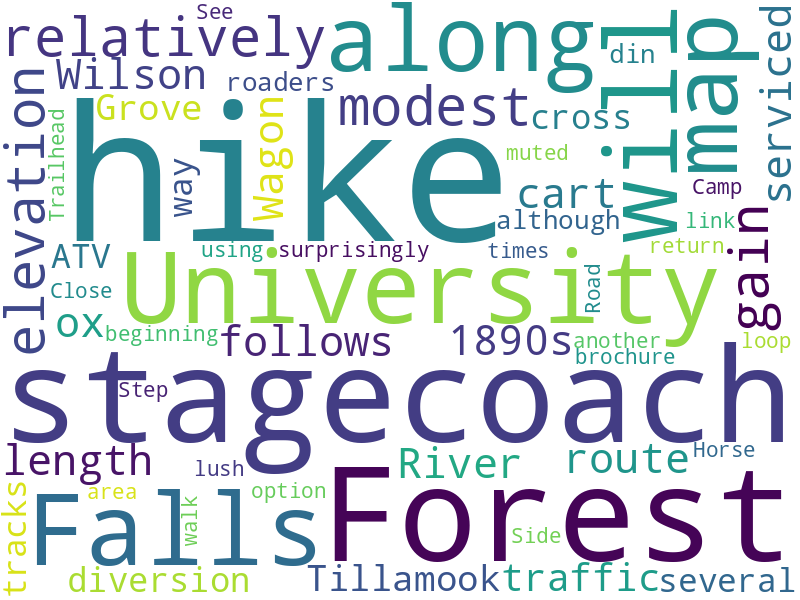 See
relatively
along
din
Wilson
roaders
will
map
serviced
Grove
modest
cross
elevation
Trailhead
hike
way
Wagon
muted
cart
Camp
although
link
gain
ATV
using
surprisingly
times
return
University
Close
Road
ox
beginning
follows
1890s
another
loop
brochure
stagecoach
Step
length
lush
River
route
Horse
tracks
area
Falls
walk
option
Forest
Side
diversion
Tillamook
traffic
several